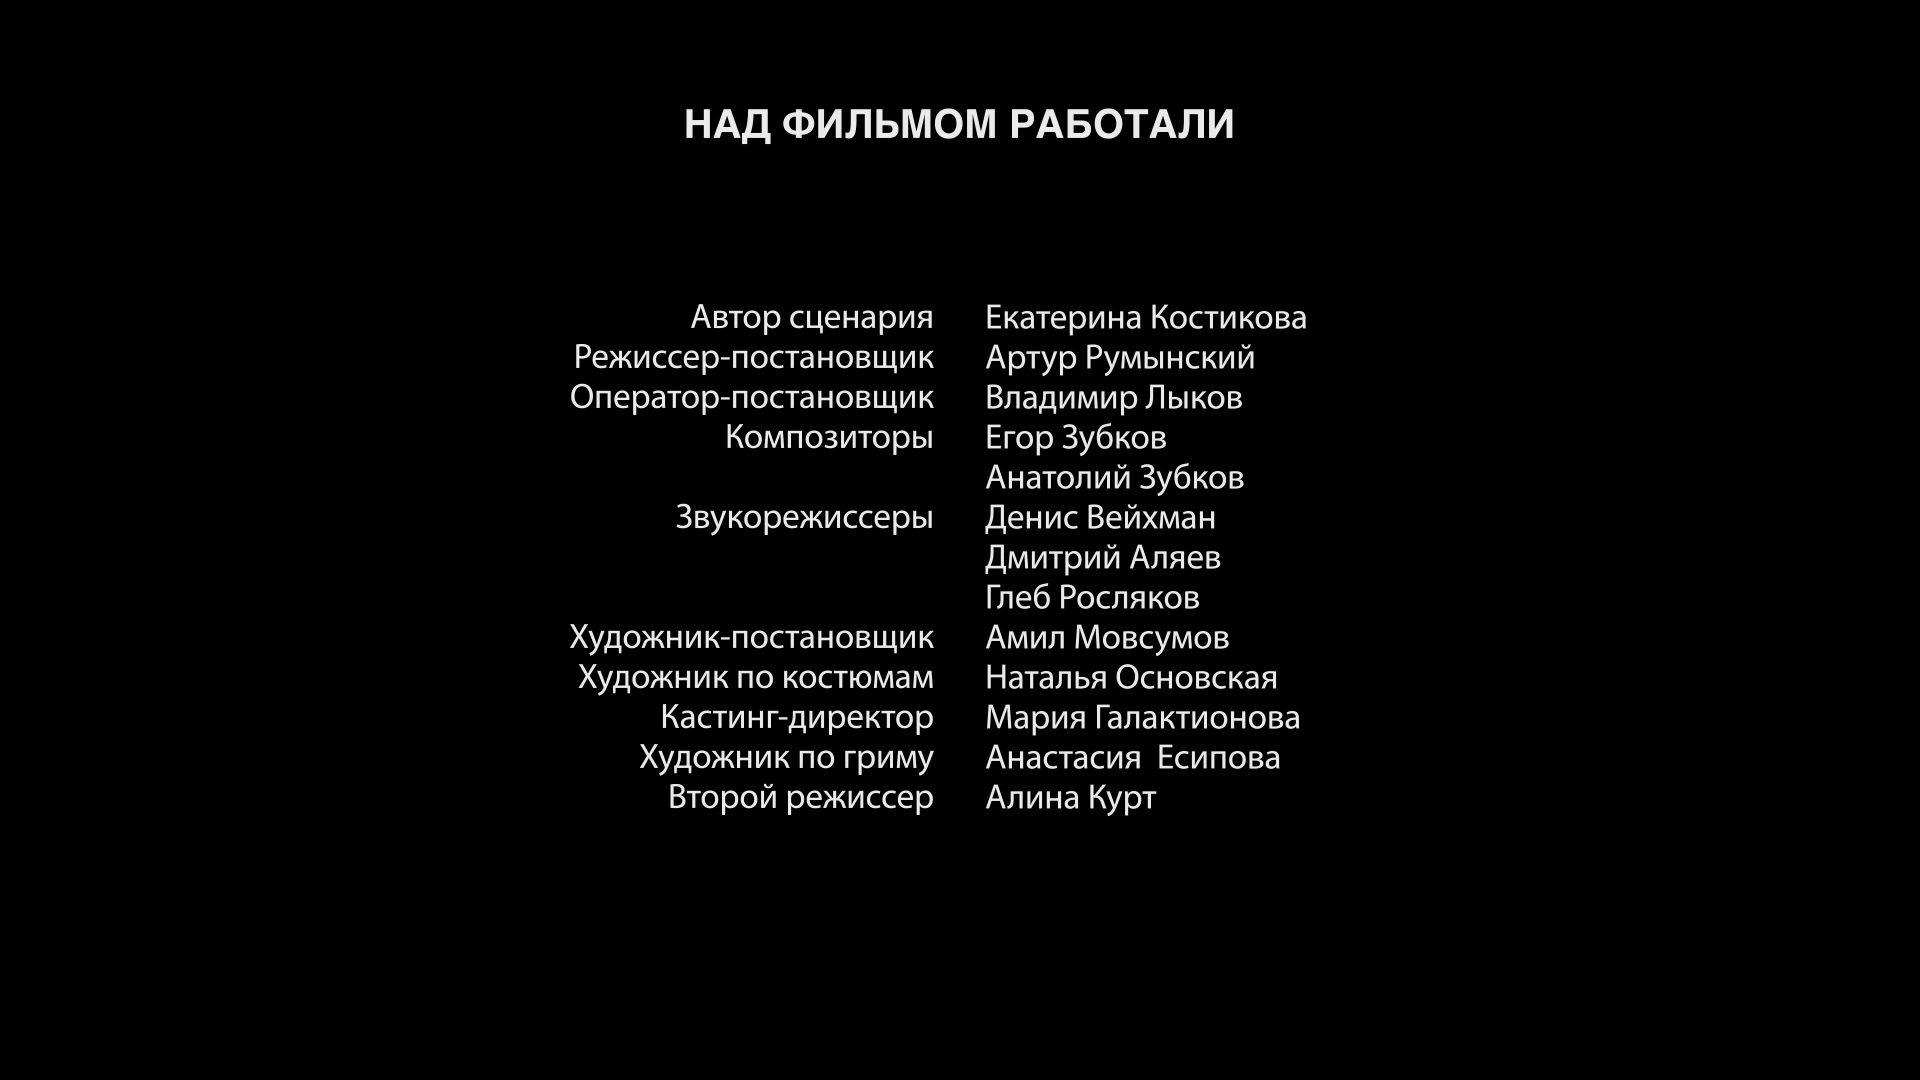 НАД ФИЛЬМОМ РАБОТАЛИ
Автор сценария Екатерина Костикова
Режиссер-постановщик Артур Румынский
Оператор-постановщик Владимир Лыков
Композиторы Егор Зубков
Анатолий Зубков
Звукорежиссеры Денис Вейхман
Дмитрий Аляев
Глеб Росляков
Художник-постановщик Амил Мовсумов
Художник по костюмам Наталья Основская
Кастинг-директор Мария Галактионова
Художник по гриму Анастасия Есипова
Второй режиссер Алина Курт